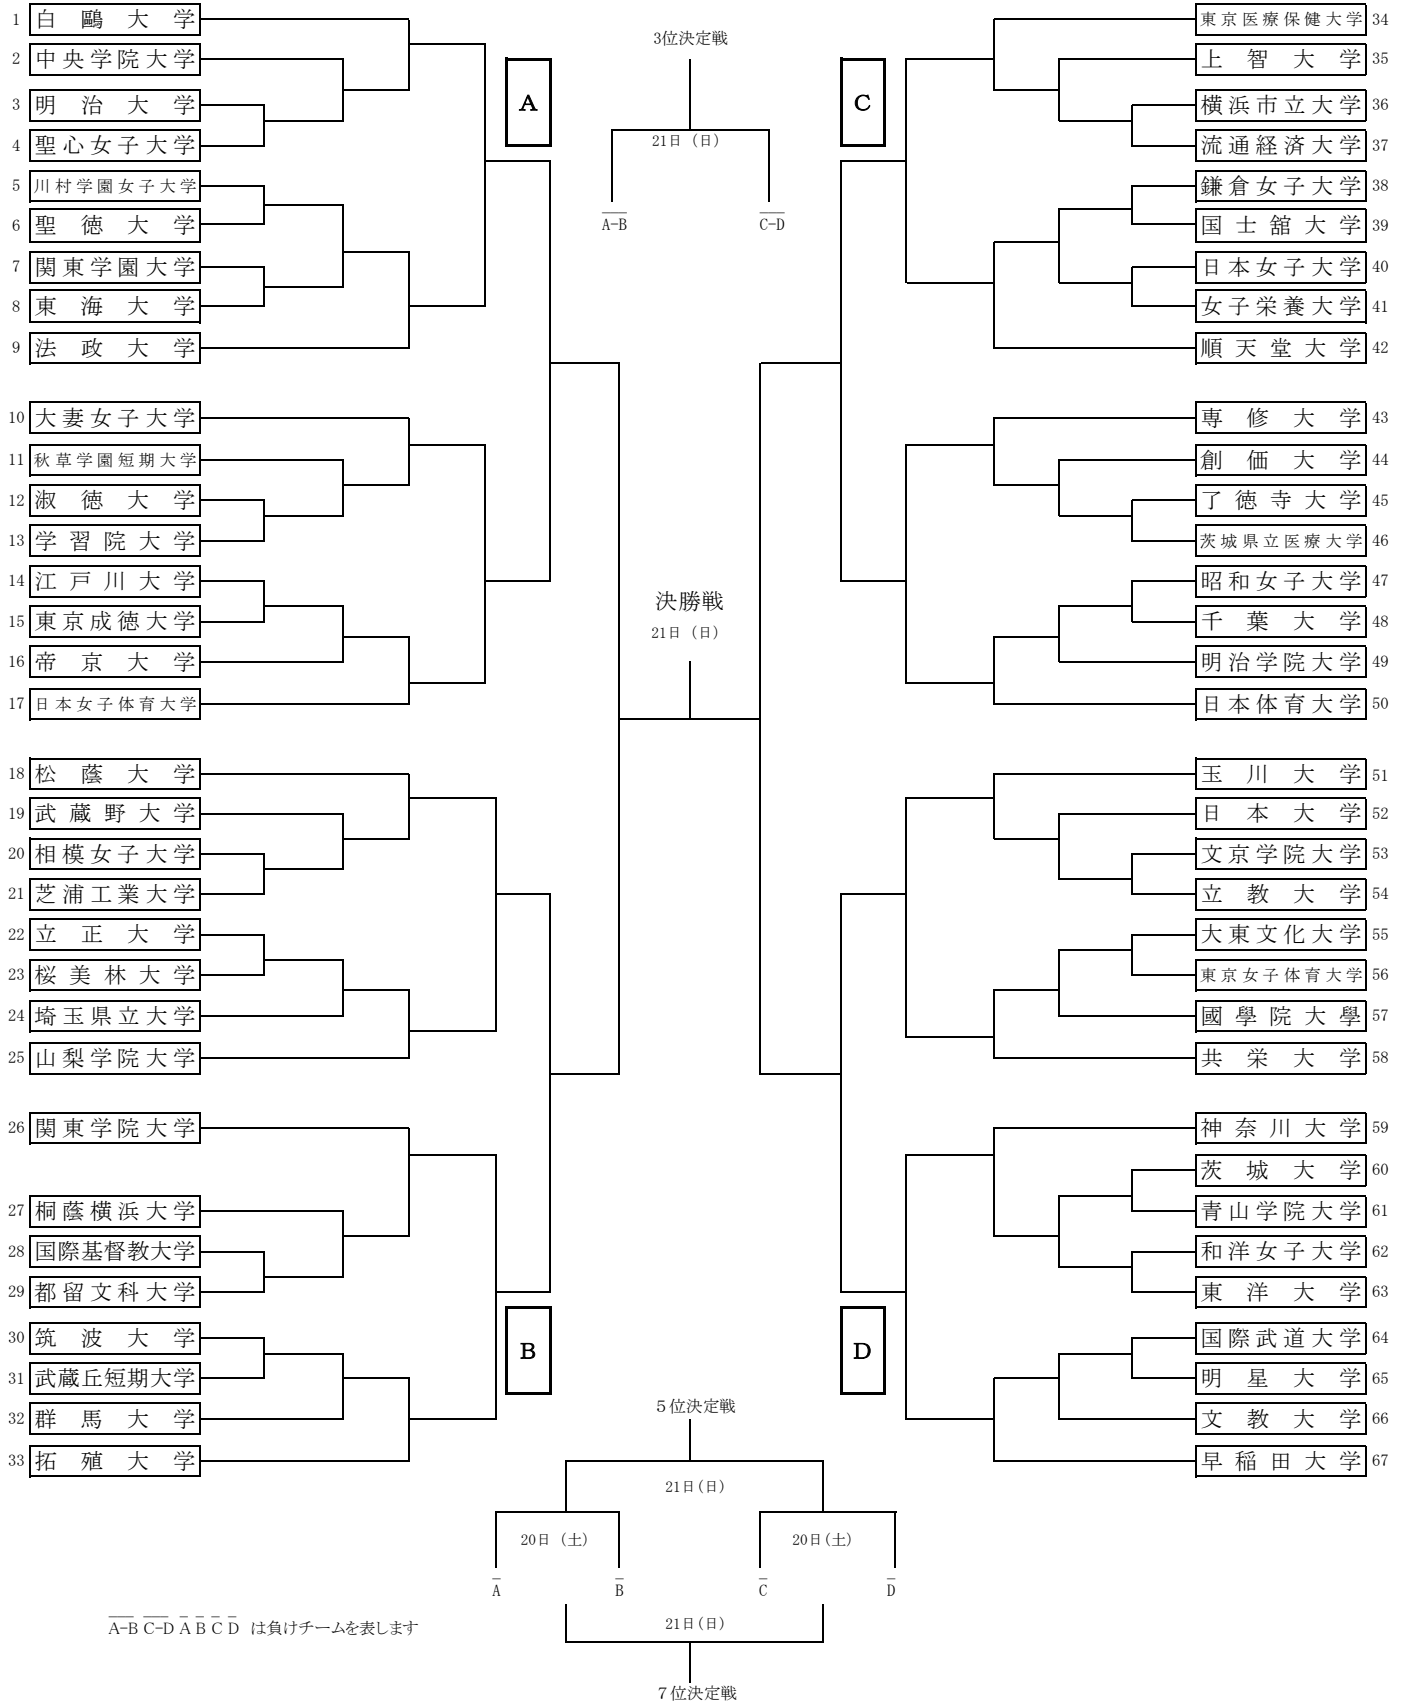 1 白鷗大学
2 中央学院大学
3 明治大学
4 聖心女子大学
5 川村学園女子大学
6 聖徳大学
7 関東学園大学
8 東海大学
9 法政大学
10 大妻女子大学
11 秋草学園短期大学
12 淑徳大学
13 学習院大学
14 江戸川大学
15 東京成徳大学
16 帝京大学
17 日本女子体育大学
18 松蔭大学
19 武蔵野大学
20 相模女子大学
21 芝浦工業大学
22 立正大学
23 桜美林大学
24 埼玉県立大学
25 山梨学院大学
26 関東学院大学
27 桐蔭横浜大学
28 国際基督教大学
29 都留文科大学
30 筑波大学
31 武蔵丘短期大学
32 群馬大学
33 拓殖大学
A
B
3位決定戦
21日（日）
A-B C-D
決勝戦
21日（日）
C
D
東京医療保健大学 34
上智大学 35
横浜市立大学 36
流通経済大学 37
鎌倉女子大学 38
国士舘大学 39
日本女子大学 40
女子栄養大学 41
順天堂大学 42
専修大学 43
創価大学 44
了徳寺大学 45
茨城県立医療大学 46
昭和女子大学 47
千葉大学 48
明治学院大学 49
日本体育大学 50
玉川大学 51
日本大学 52
文京学院大学 53
立教大学 54
大東文化大学 55
東京女子体育大学 56
國學院大學 57
共栄大学 58
神奈川大学 59
茨城大学 60
青山学院大学 61
和洋女子大学 62
東洋大学 63
国際武道大学 64
明星大学 65
文教大学 66
早稲田大学 67
５位決定戦
21日(日)
20日（土） 20日(土)
A B C D
21日(日)
７位決定戦
A-B C-D A B C D は負けチームを表します